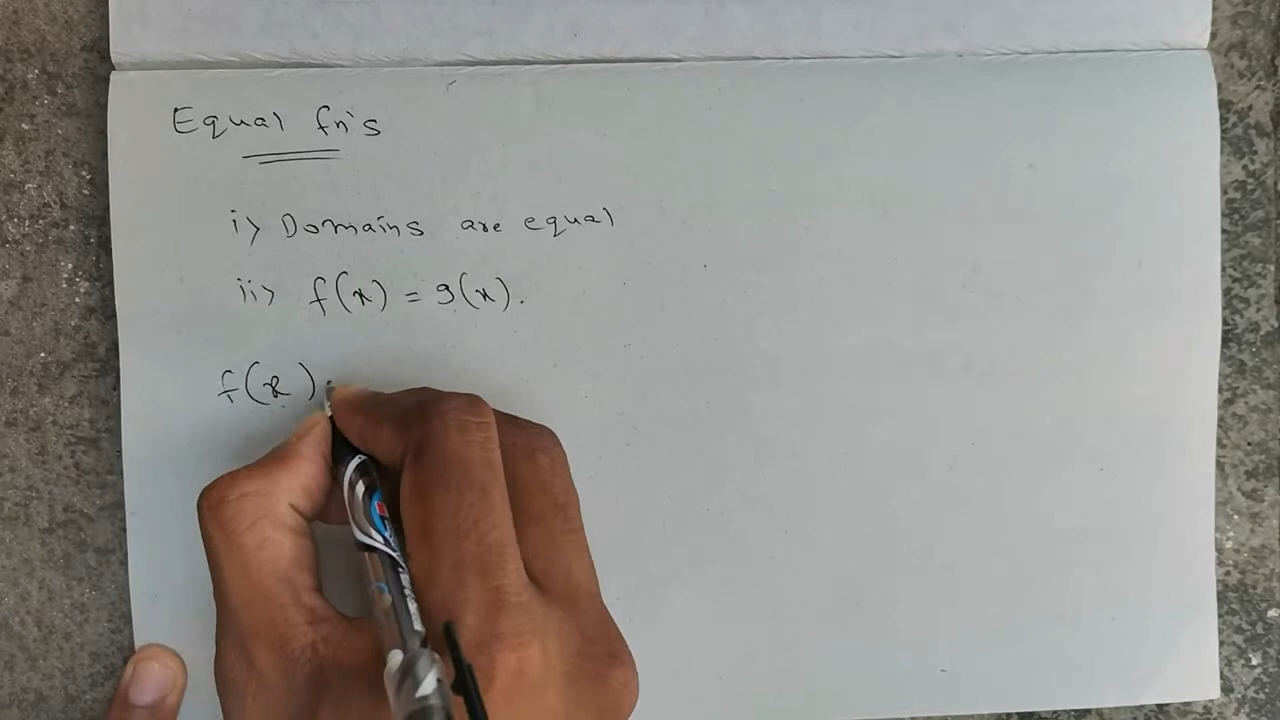 Equal fn's
i> Domains are equal
ii> f(x) = g(x).
f(x)